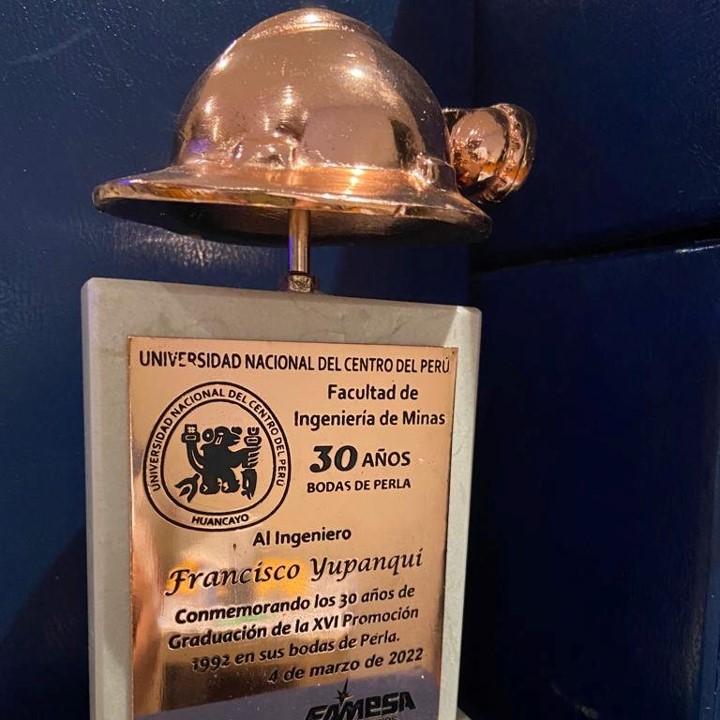 UNIVERSIDAD NACIONAL DEL CENTRO DEL PERÚ
UNIVERSIDAD NACIONAL DEL CENTRO DEL PERÚ
HUANCAYO
Facultad de
Ingeniería de Minas
30 AÑOS
BODAS DE PERLA
Al Ingeniero
Francisco Yupanqui
Conmemorando los 30 años de
Graduación de la XVI Promoción
1992 en sus bodas de Perla.
4 de marzo de 2022
FAMESA